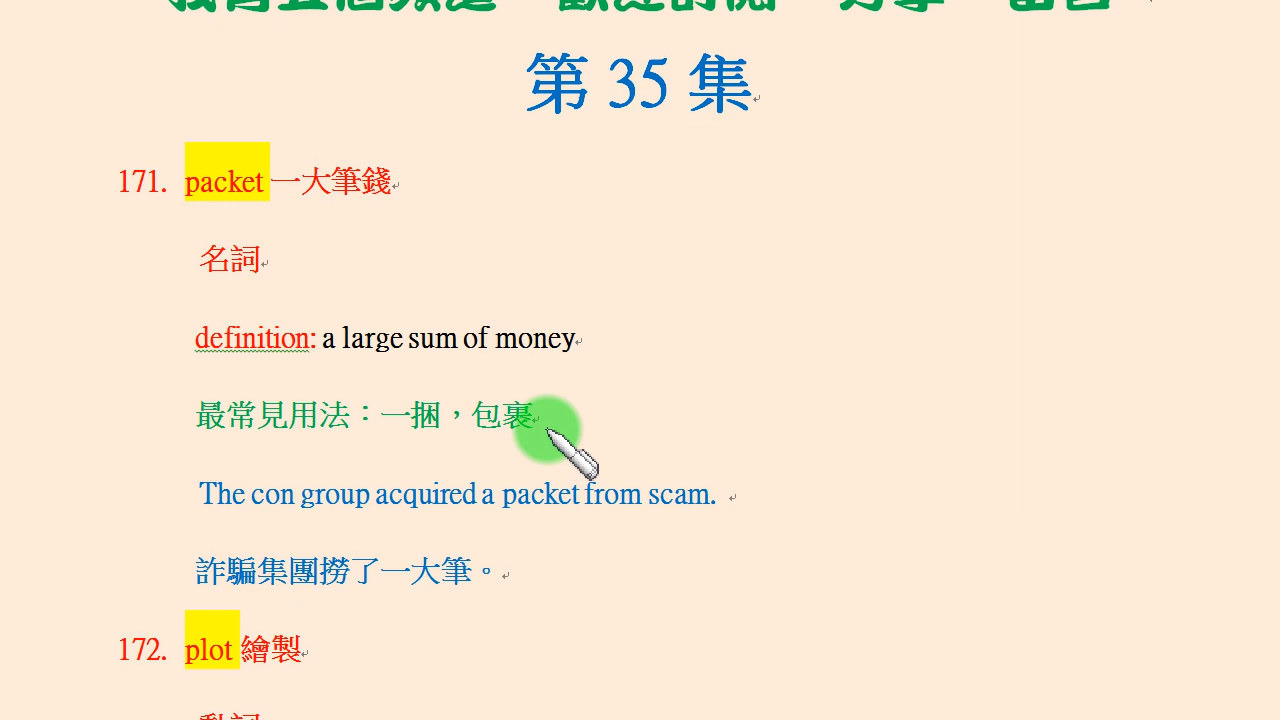 第 35 集
171. packet 一大筆錢
名詞
definition: a large sum of money
最常見用法：一捆，包裹
The con group acquired a packet from scam.
詐騙集團撈了一大筆。
172. plot 繪製